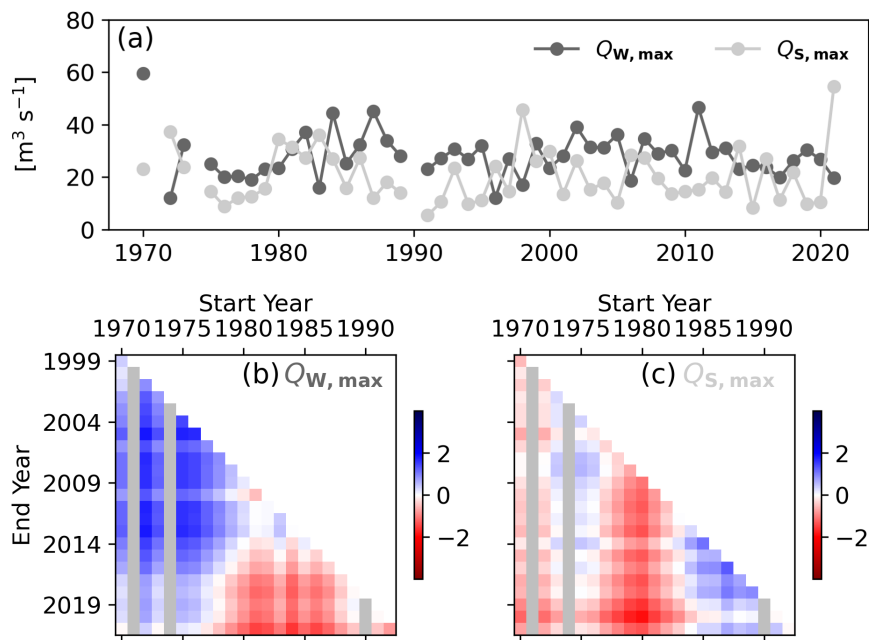 (a)
Q_W,max Q_S,max
[m³ s⁻¹]
80
60
40
20
0
1970 1980 1990 2000 2010 2020
Start Year Start Year
1970 1975 1980 1985 1990 1970 1975 1980 1985 1990
(b) Q_W,max (c) Q_S,max
End Year
1999
2004
2009
2014
2019
2 2
0 0
−2 −2